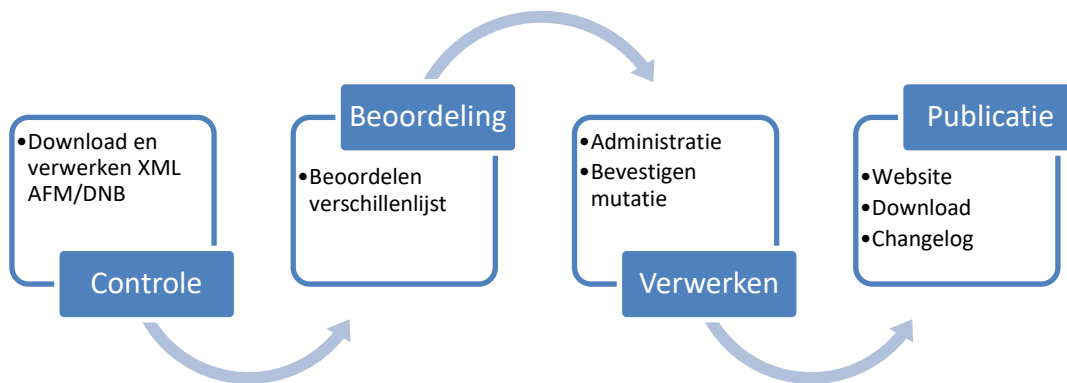 •Download en
verwerken XML
AFM/DNB
Controle
Beoordeling
•Beoordelen
verschillenlijst
•Administratie
•Bevestigen
mutatie
Verwerken
Publicatie
•Website
•Download
•Changelog